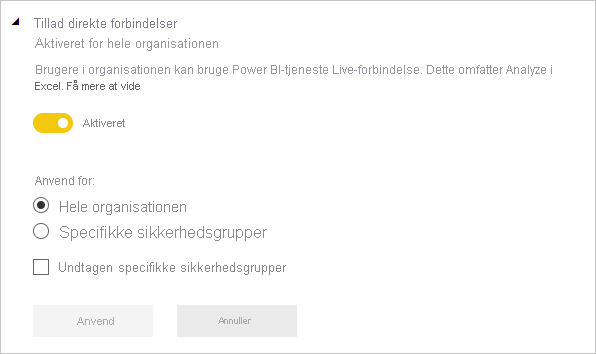 Tillad direkte forbindelser
Aktiveret for hele organisationen
Brugere i organisationen kan bruge Power BI-tjeneste Live-forbindelse. Dette omfatter Analyze i
Excel. Få mere at vide
Aktiveret
Anvend for:
Hele organisationen
Specifikke sikkerhedsgrupper
Undtagen specifikke sikkerhedsgrupper
Anvend Annuller